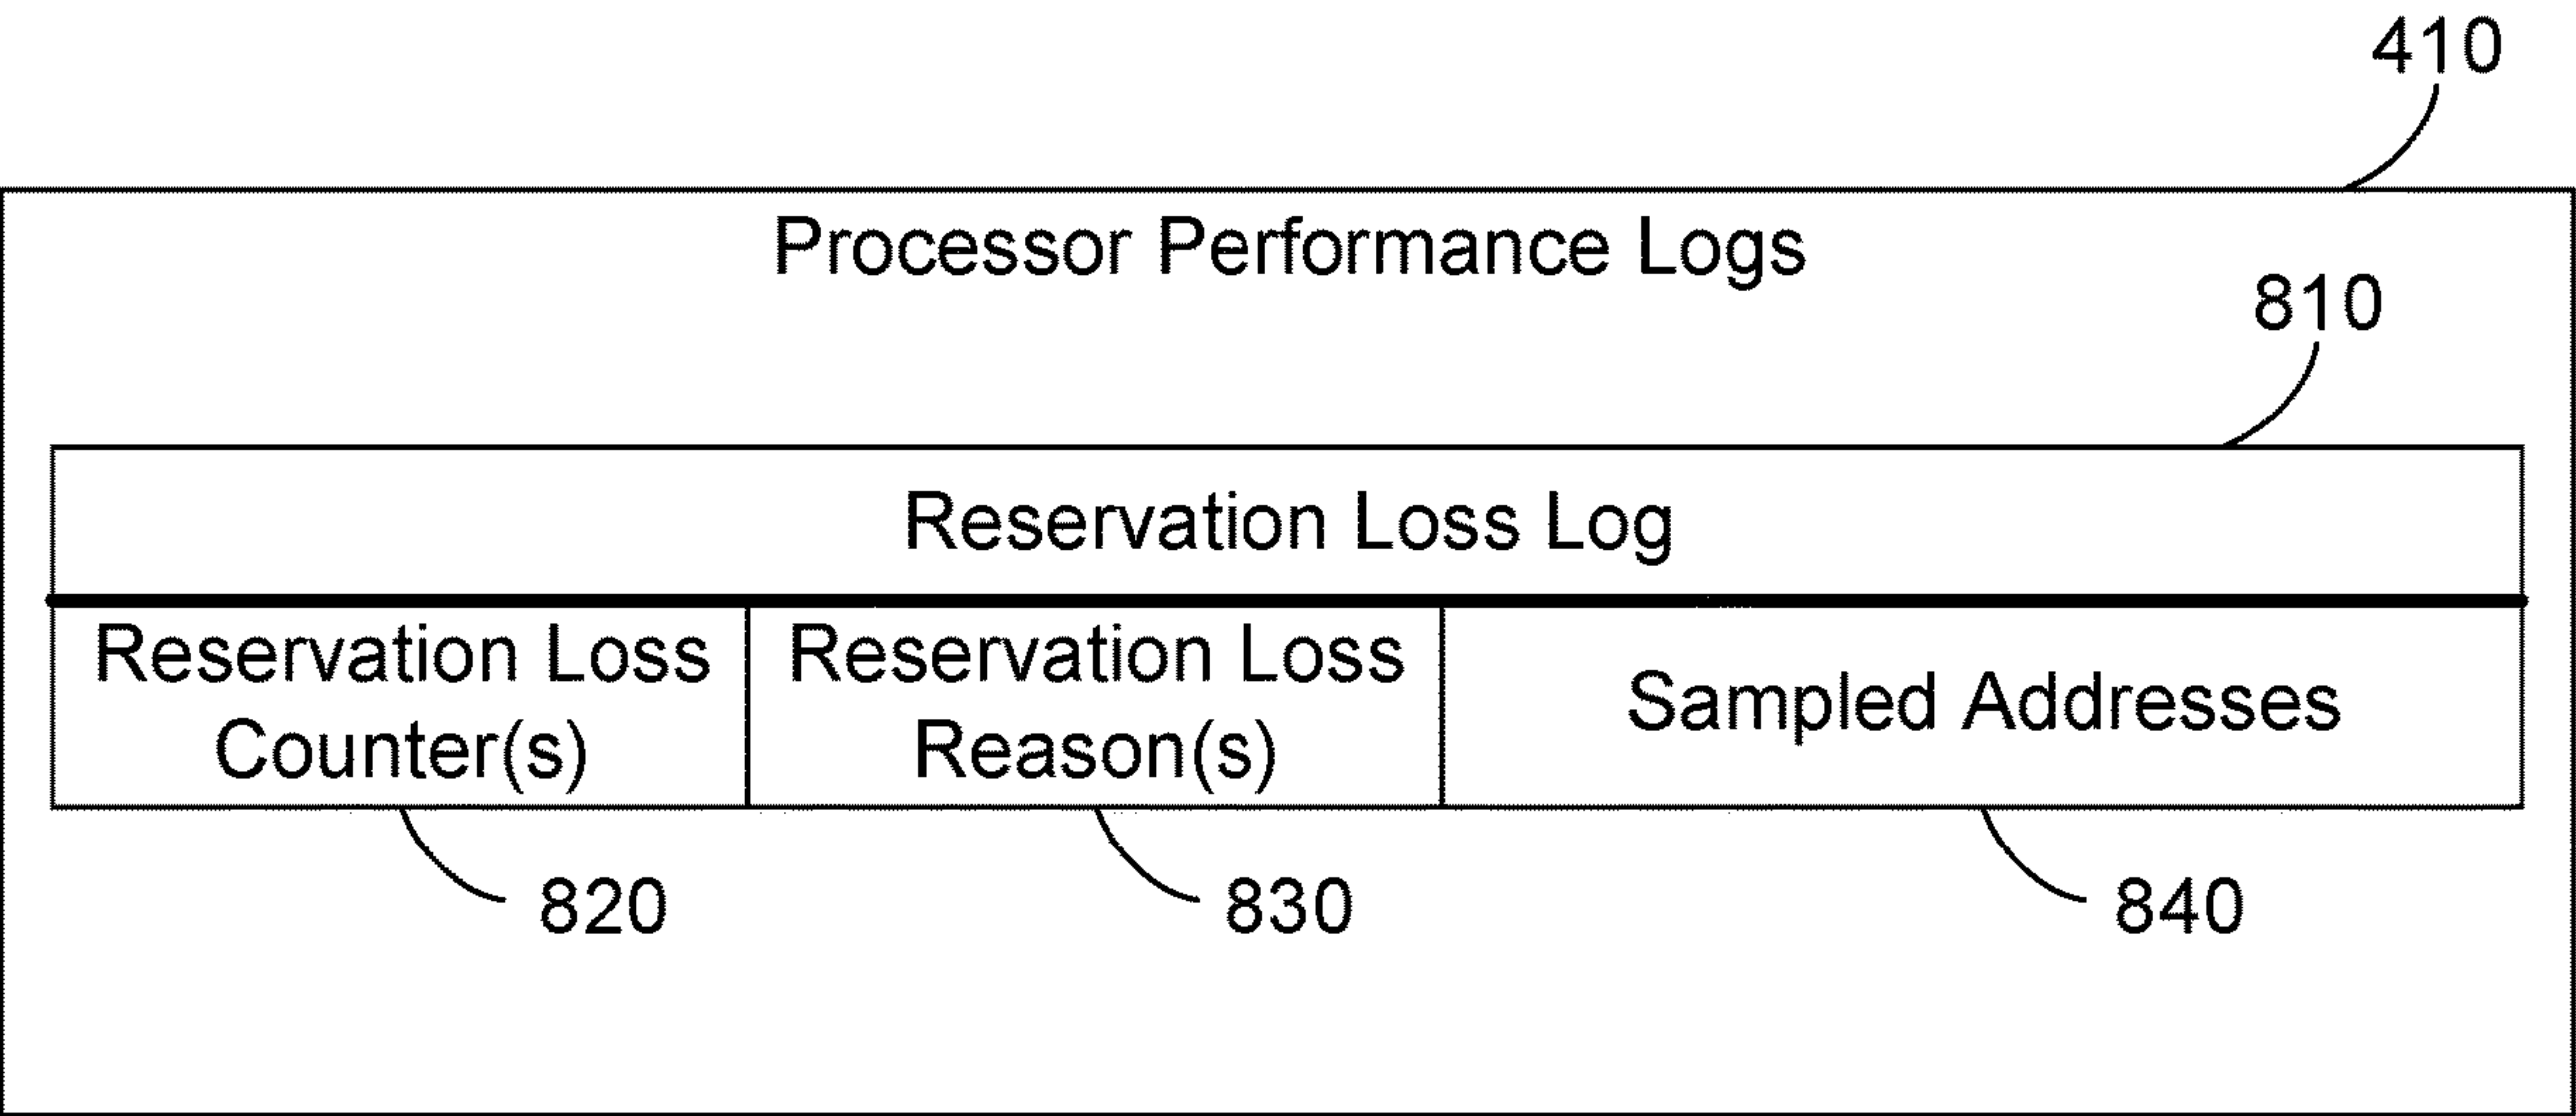 410
Processor Performance Logs
810
Reservation Loss Log
Reservation Loss
Counter(s)
Reservation Loss
Reason(s)
Sampled Addresses
820
830
840